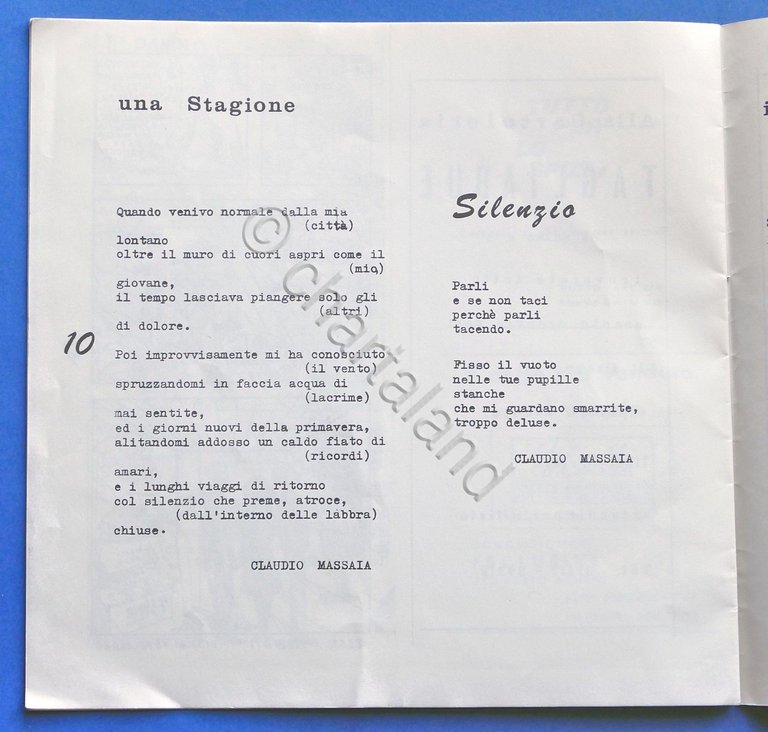 una Stagione
Quando venivo normale dalla mia
(città)
lontano
oltre il muro di cuori aspri come il
(mio)
giovane,
il tempo lasciava piangere solo gli
(altri)
di dolore.
10
Poi improvvisamente mi ha conosciuto
(il vento)
spruzzandomi in faccia acqua di
(lacrime)
mai sentite,
ed i giorni nuovi della primavera,
alitandomi addosso un caldo fiato di
(ricordi)
amari,
e i lunghi viaggi di ritorno
col silenzio che preme, atroce,
(dall'interno delle labbra)
chiuse.
CLAUDIO MASSAIA
Silenzio
Parli
e se non taci
perchè parli
tacendo.
Fisso il vuoto
nelle tue pupille
stanche
che mi guardano smarrite,
troppo deluse.
CLAUDIO MASSAIA
© chartaland